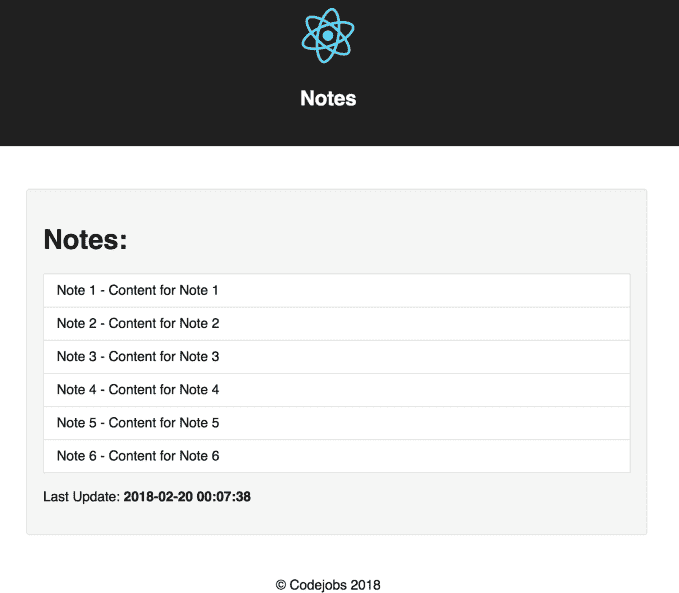 Notes
Notes:
Note 1 - Content for Note 1
Note 2 - Content for Note 2
Note 3 - Content for Note 3
Note 4 - Content for Note 4
Note 5 - Content for Note 5
Note 6 - Content for Note 6
Last Update: 2018-02-20 00:07:38
© Codejobs 2018